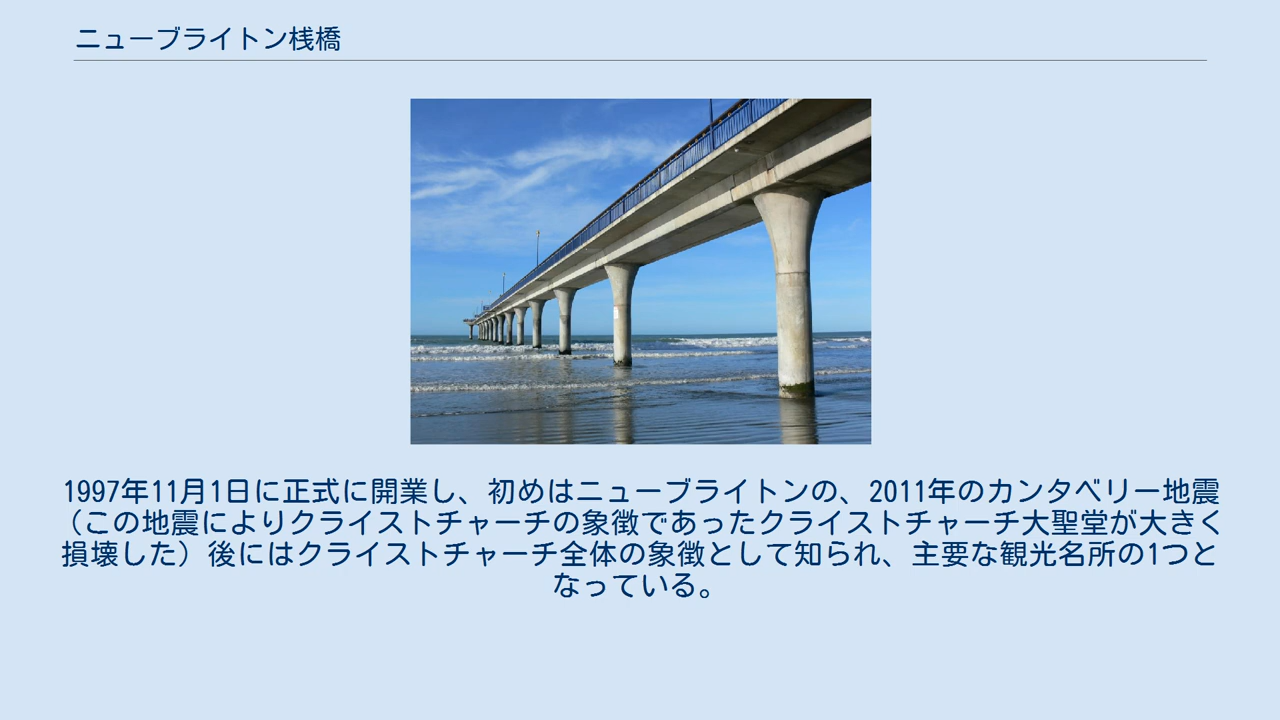 ニューブライトン桟橋
1997年11月1日に正式に開業し、初めはニューブライトンの、2011年のカンタベリー地震
（この地震によりクライストチャーチの象徴であったクライストチャーチ大聖堂が大きく
損壊した）後にはクライストチャーチ全体の象徴として知られ、主要な観光名所の1つと
なっている。